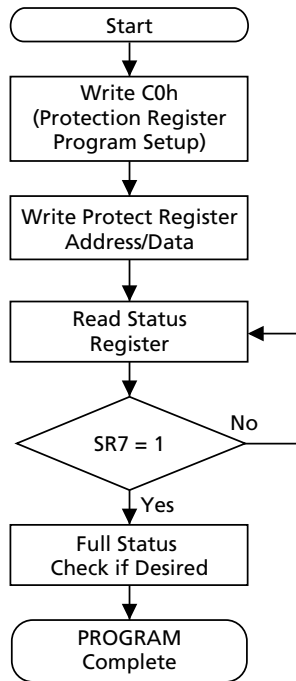 Start
Write C0h
(Protection Register
Program Setup)
Write Protect Register
Address/Data
Read Status
Register
No
SR7 = 1
Yes
Full Status
Check if Desired
PROGRAM
Complete